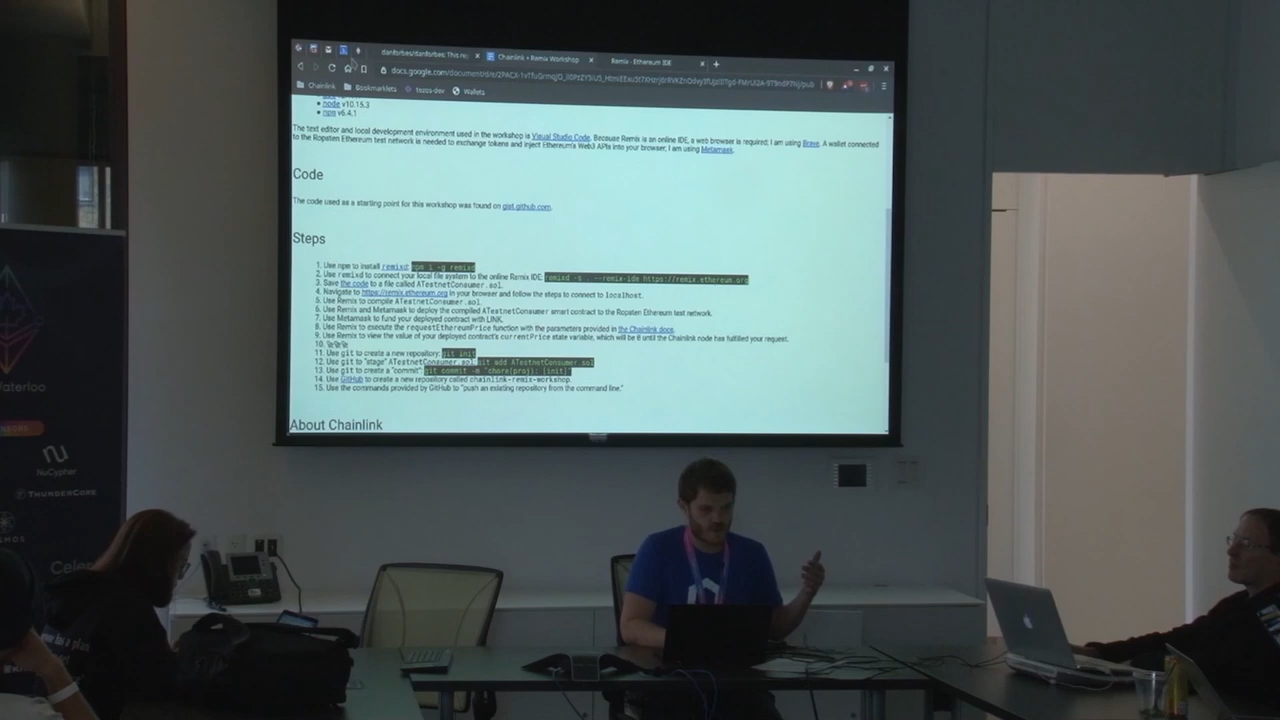 danforbes/danforbes: This re
Chainlink + Remix Workshop
Remix - Ethereum IDE
Chainlink
Bookmarklets
tezos-dev
Wallets
• node v10.15.3
• npm v6.4.1
The text editor and local development environment used in the workshop is Visual Studio Code. Because Remix is an online IDE, a web browser is required; I am using Brave. A wallet connected
to the Ropsten Ethereum test network is needed to exchange tokens and inject Ethereum's Web3 APIs into your browser; I am using Metamask.
Code
The code used as a starting point for this workshop was found on gist.github.com.
Steps
1. Use npm to install remixd: npm i -g remixd
2. Use remixd to connect your local file system to the online Remix IDE: remixd -s . --remix-ide https://remix.ethereum.org
3. Save the code to a file called ATestnetConsumer.sol.
4. Navigate to https://remix.ethereum.org in your browser and follow the steps to connect to localhost.
5. Use Remix to compile ATestnetConsumer.sol.
6. Use Remix and Metamask to deploy the compiled ATestnetConsumer smart contract to the Ropsten Ethereum test network.
7. Use Metamask to fund your deployed contract with LINK.
8. Use Remix to execute the requestEthereumPrice function with the parameters provided in the Chainlink docs.
9. Use Remix to view the value of your deployed contract's currentPrice state variable, which will be 0 until the Chainlink node has fulfilled your request.
10.
11. Use git to create a new repository: git init
12. Use git to "stage" ATestnetConsumer.sol: git add ATestnetConsumer.sol
13. Use git to create a "commit": git commit -m "chore(proj): [init]"
14. Use GitHub to create a new repository called chainlink-remix-workshop.
15. Use the commands provided by GitHub to "push an existing repository from the command line."
About Chainlink
Waterloo
NuCypher
THUNDERCORE
Celer